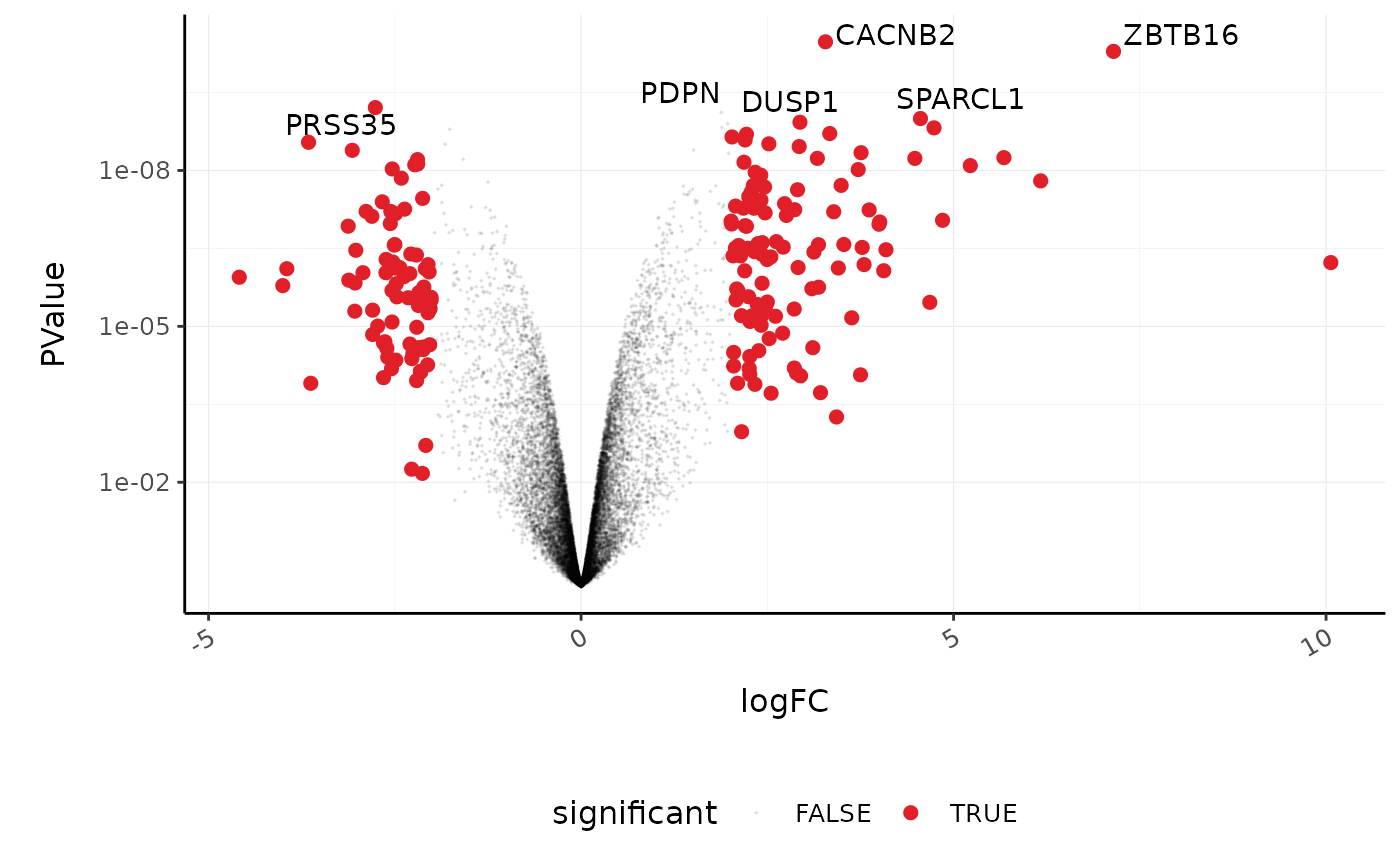 CACNB2
ZBTB16
PDPN
DUSP1
SPARCL1
PRSS35
1e-08
1e-05
1e-02
PValue
-5
0
5
10
logFC
significant FALSE TRUE